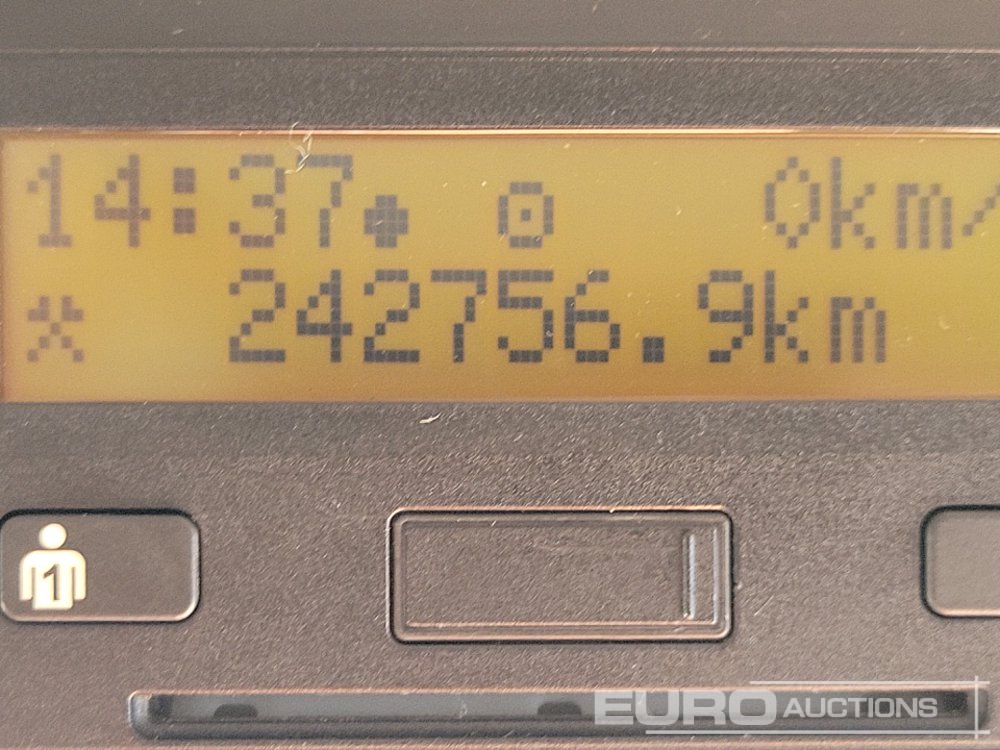 14:37 0km/
242756.9km
1
EURO AUCTIONS